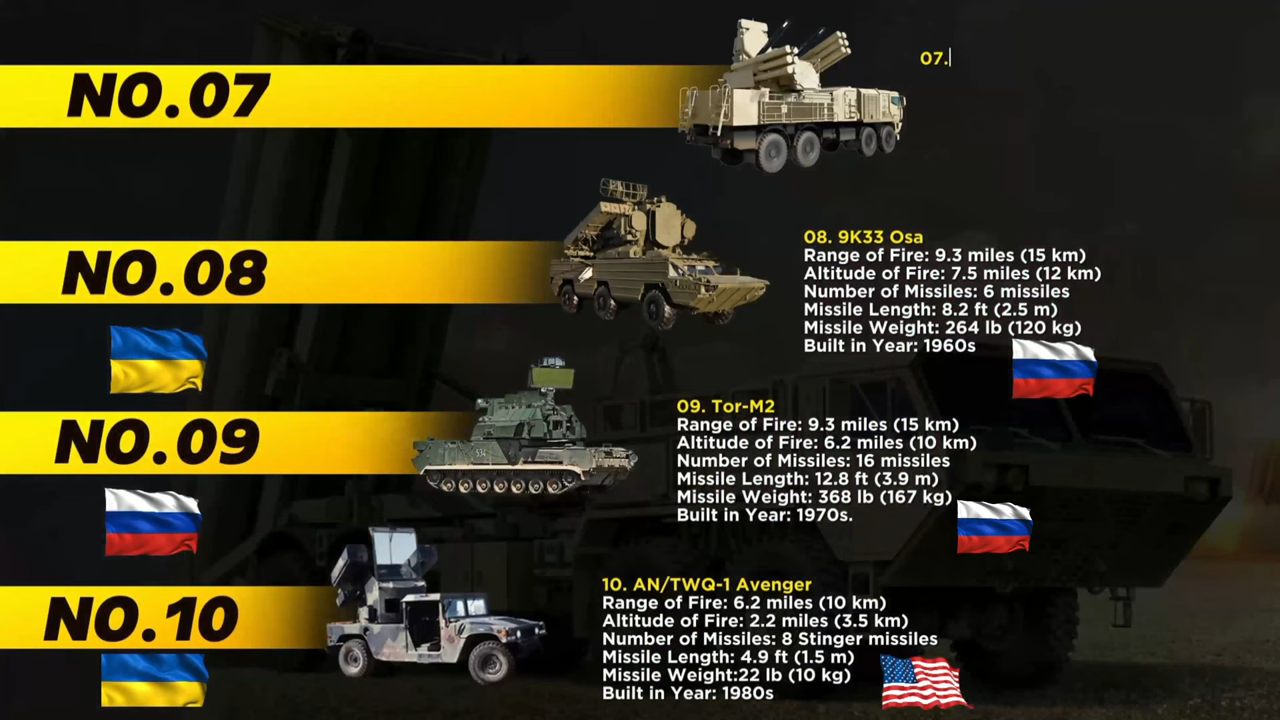 NO.07
07.
NO.08
08. 9K33 Osa
Range of Fire: 9.3 miles (15 km)
Altitude of Fire: 7.5 miles (12 km)
Number of Missiles: 6 missiles
Missile Length: 8.2 ft (2.5 m)
Missile Weight: 264 lb (120 kg)
Built in Year: 1960s
NO.09
09. Tor-M2
Range of Fire: 9.3 miles (15 km)
Altitude of Fire: 6.2 miles (10 km)
Number of Missiles: 16 missiles
Missile Length: 12.8 ft (3.9 m)
Missile Weight: 368 lb (167 kg)
Built in Year: 1970s.
534
NO.10
10. AN/TWQ-1 Avenger
Range of Fire: 6.2 miles (10 km)
Altitude of Fire: 2.2 miles (3.5 km)
Number of Missiles: 8 Stinger missiles
Missile Length: 4.9 ft (1.5 m)
Missile Weight:22 lb (10 kg)
Built in Year: 1980s